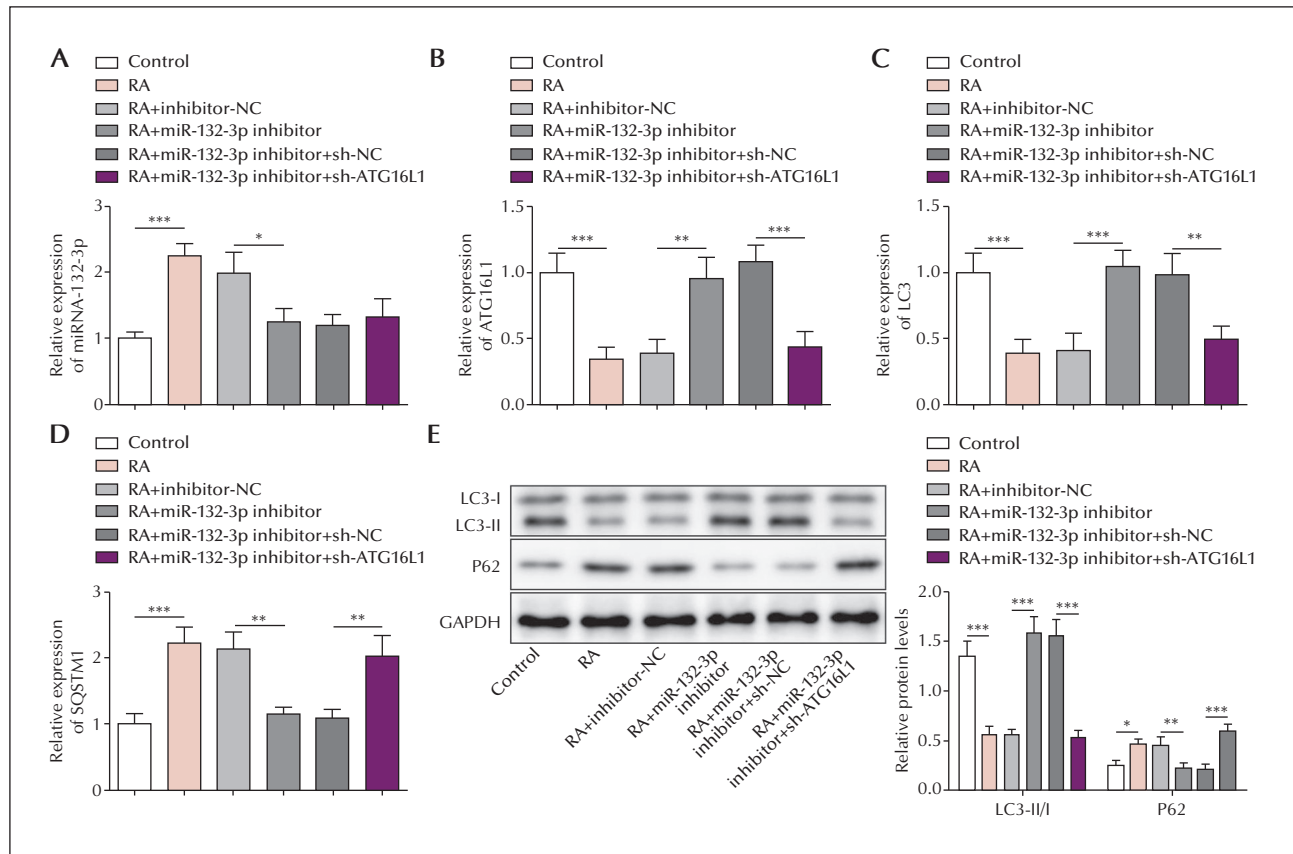 A
Control
RA
RA+inhibitor-NC
RA+miR-132-3p inhibitor
RA+miR-132-3p inhibitor+sh-NC
RA+miR-132-3p inhibitor+sh-ATG16L1
Relative expression
of miRNA-132-3p
3
2
1
0
***
*
B
Control
RA
RA+inhibitor-NC
RA+miR-132-3p inhibitor
RA+miR-132-3p inhibitor+sh-NC
RA+miR-132-3p inhibitor+sh-ATG16L1
Relative expression
of ATG16L1
1.5
1.0
0.5
0.0
***
**
***
C
Control
RA
RA+inhibitor-NC
RA+miR-132-3p inhibitor
RA+miR-132-3p inhibitor+sh-NC
RA+miR-132-3p inhibitor+sh-ATG16L1
Relative expression
of LC3
1.5
1.0
0.5
0.0
***
***
**
D
Control
RA
RA+inhibitor-NC
RA+miR-132-3p inhibitor
RA+miR-132-3p inhibitor+sh-NC
RA+miR-132-3p inhibitor+sh-ATG16L1
Relative expression
of SQSTM1
3
2
1
0
***
**
**
E
LC3-I
LC3-II
P62
GAPDH
Control
RA
RA+inhibitor-NC
RA+miR-132-3p
inhibitor
RA+miR-132-3p
inhibitor+sh-NC
RA+miR-132-3p
inhibitor+sh-ATG16L1
Control
RA
RA+inhibitor-NC
RA+miR-132-3p inhibitor
RA+miR-132-3p inhibitor+sh-NC
RA+miR-132-3p inhibitor+sh-ATG16L1
Relative protein levels
2.0
1.5
1.0
0.5
0.0
***
***
***
*
**
***
LC3-II/I
P62